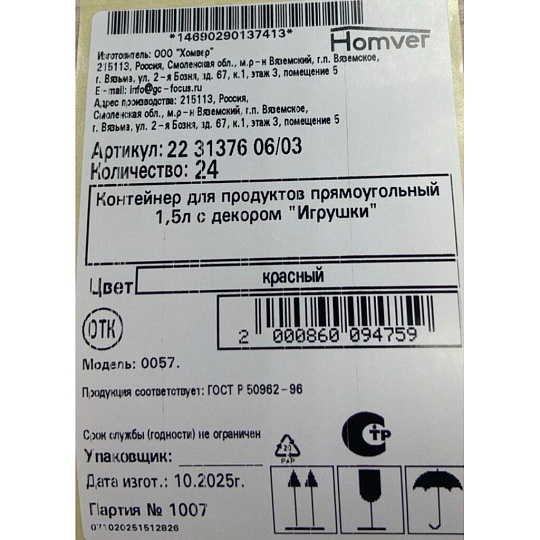 *14690290137413*
Homver
Изготовитель: ООО "Хомвер"
215113, Россия, Смоленская обл., м.р-н Вяземский, г.п. Вяземское,
г. Вязьма, ул. 2-я Бозня, зд. 67, к.1, этаж 3, помещение 5
E-mail: info@gc-focus.ru
Адрес производства: 215113, Россия,
Смоленская обл., м.р-н Вяземский, г.п. Вяземское,
г. Вязьма, ул. 2-я Бозня, зд. 67, к.1, этаж 3, помещение 5
Артикул: 22 31376 06/03
Количество: 24
Контейнер для продуктов прямоугольный
1,5л с декором "Игрушки"
Цвет красный
ОТК
2 000860 094759
Модель: 0057.
Продукция соответствует: ГОСТ Р 50962-96
Срок службы (годности) не ограничен
20
PAP
СТР
Упаковщик:
Дата изгот.: 10.2025г.
Партия № 1007
071020251512826